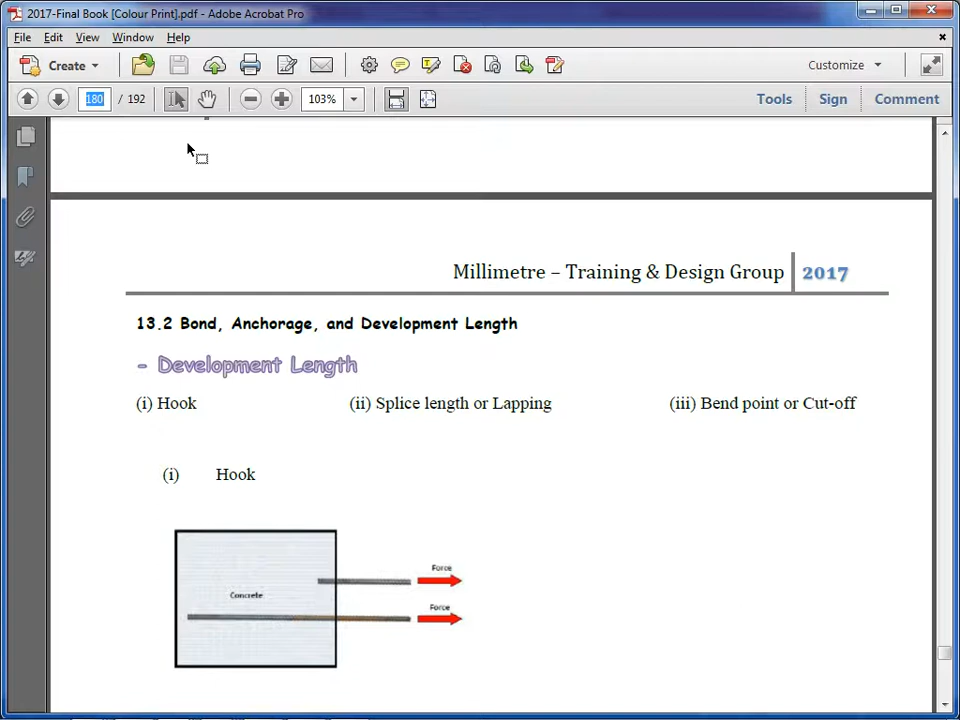 2017-Final Book [Colour Print].pdf - Adobe Acrobat Pro
File Edit View Window Help
Create Customize
180 / 192 103% Tools Sign Comment
Millimetre – Training & Design Group 2017
13.2 Bond, Anchorage, and Development Length
- Development Length
(i) Hook (ii) Splice length or Lapping (iii) Bend point or Cut-off
(i) Hook
Force
Concrete
Force